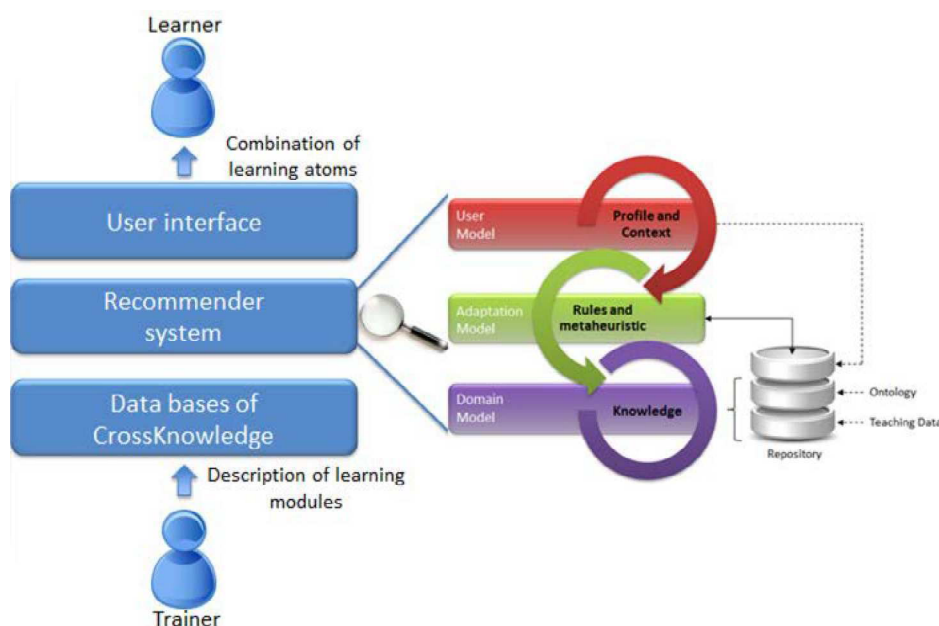 Learner
Combination of
learning atoms
User interface
Recommender
system
Data bases of
CrossKnowledge
Description of learning
modules
Trainer
User
Model
Profile and
Context
Adaptation
Model
Rules and
metaheuristic
Domain
Model
Knowledge
Ontology
Teaching Data
Repository